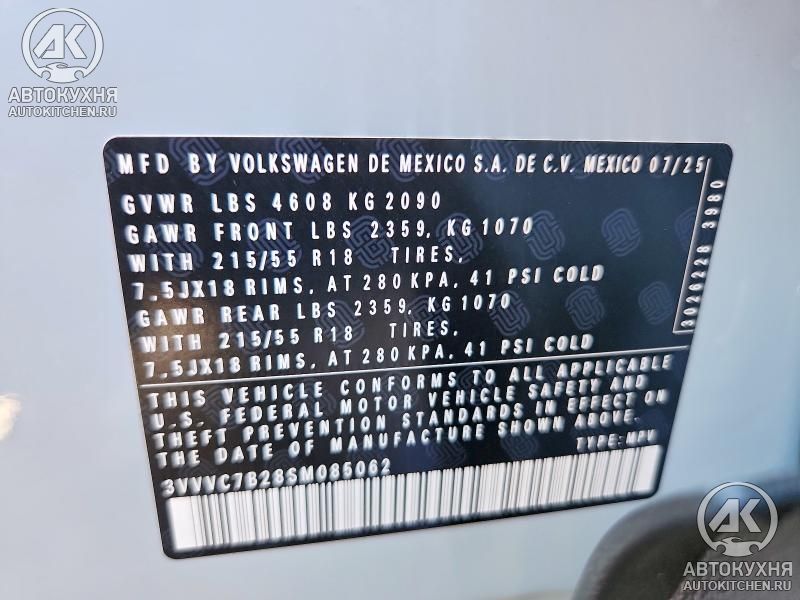 AK
АВТОКУХНЯ
AUTOKITCHEN.RU
MFD BY VOLKSWAGEN DE MEXICO S.A. DE C.V. MEXICO 07/25
GVWR LBS 4608 KG 2090
GAWR FRONT LBS 2359, KG 1070
WITH 215/55 R18 TIRES,
7.5JX18 RIMS, AT 280 KPA, 41 PSI COLD
GAWR REAR LBS 2359, KG 1070
WITH 215/55 R18 TIRES,
7.5JX18 RIMS, AT 280 KPA, 41 PSI COLD
THIS VEHICLE CONFORMS TO ALL APPLICABLE
U.S. FEDERAL MOTOR VEHICLE SAFETY AND
THEFT PREVENTION STANDARDS IN EFFECT ON
THE DATE OF MANUFACTURE SHOWN ABOVE.
TYPE: MPV
3VVVC7B28SM085062
3026228 3980
AK
АВТОКУХНЯ
AUTOKITCHEN.RU